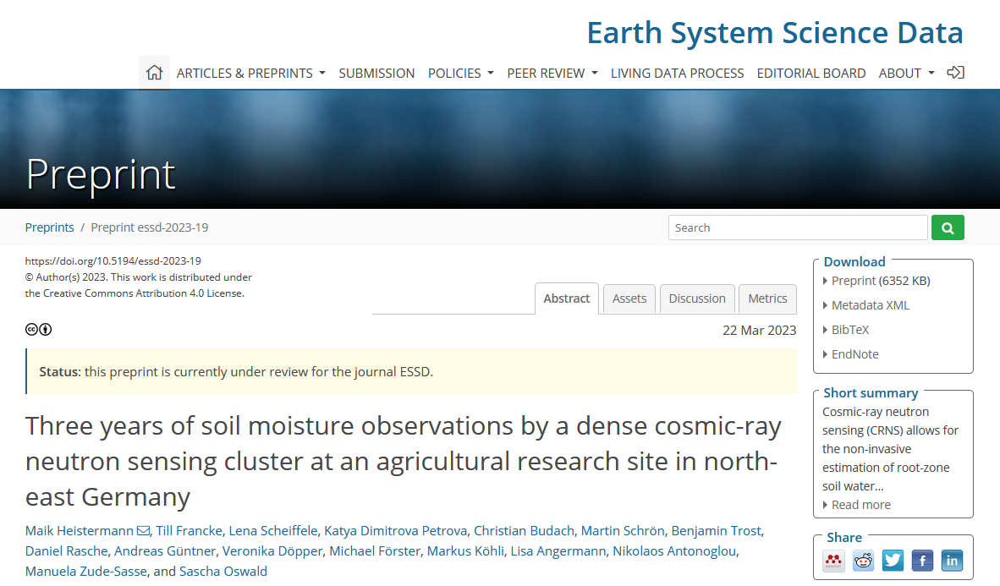 Earth System Science Data
ARTICLES & PREPRINTS SUBMISSION POLICIES PEER REVIEW LIVING DATA PROCESS EDITORIAL BOARD ABOUT
Preprint
Preprints / Preprint essd-2023-19
Search
https://doi.org/10.5194/essd-2023-19
© Author(s) 2023. This work is distributed under
the Creative Commons Attribution 4.0 License.
Abstract Assets Discussion Metrics
cc
22 Mar 2023
Status: this preprint is currently under review for the journal ESSD.
Three years of soil moisture observations by a dense cosmic-ray
neutron sensing cluster at an agricultural research site in north-
east Germany
Maik Heistermann, Till Francke, Lena Scheiffele, Katya Dimitrova Petrova, Christian Budach, Martin Schrön, Benjamin Trost,
Daniel Rasche, Andreas Güntner, Veronika Döpper, Michael Förster, Markus Köhli, Lisa Angermann, Nikolaos Antonoglou,
Manuela Zude-Sasse, and Sascha Oswald
Download
Preprint (6352 KB)
Metadata XML
BibTeX
EndNote
Short summary
Cosmic-ray neutron
sensing (CRNS) allows for
the non-invasive
estimation of root-zone
soil water...
Read more
Share
f
in